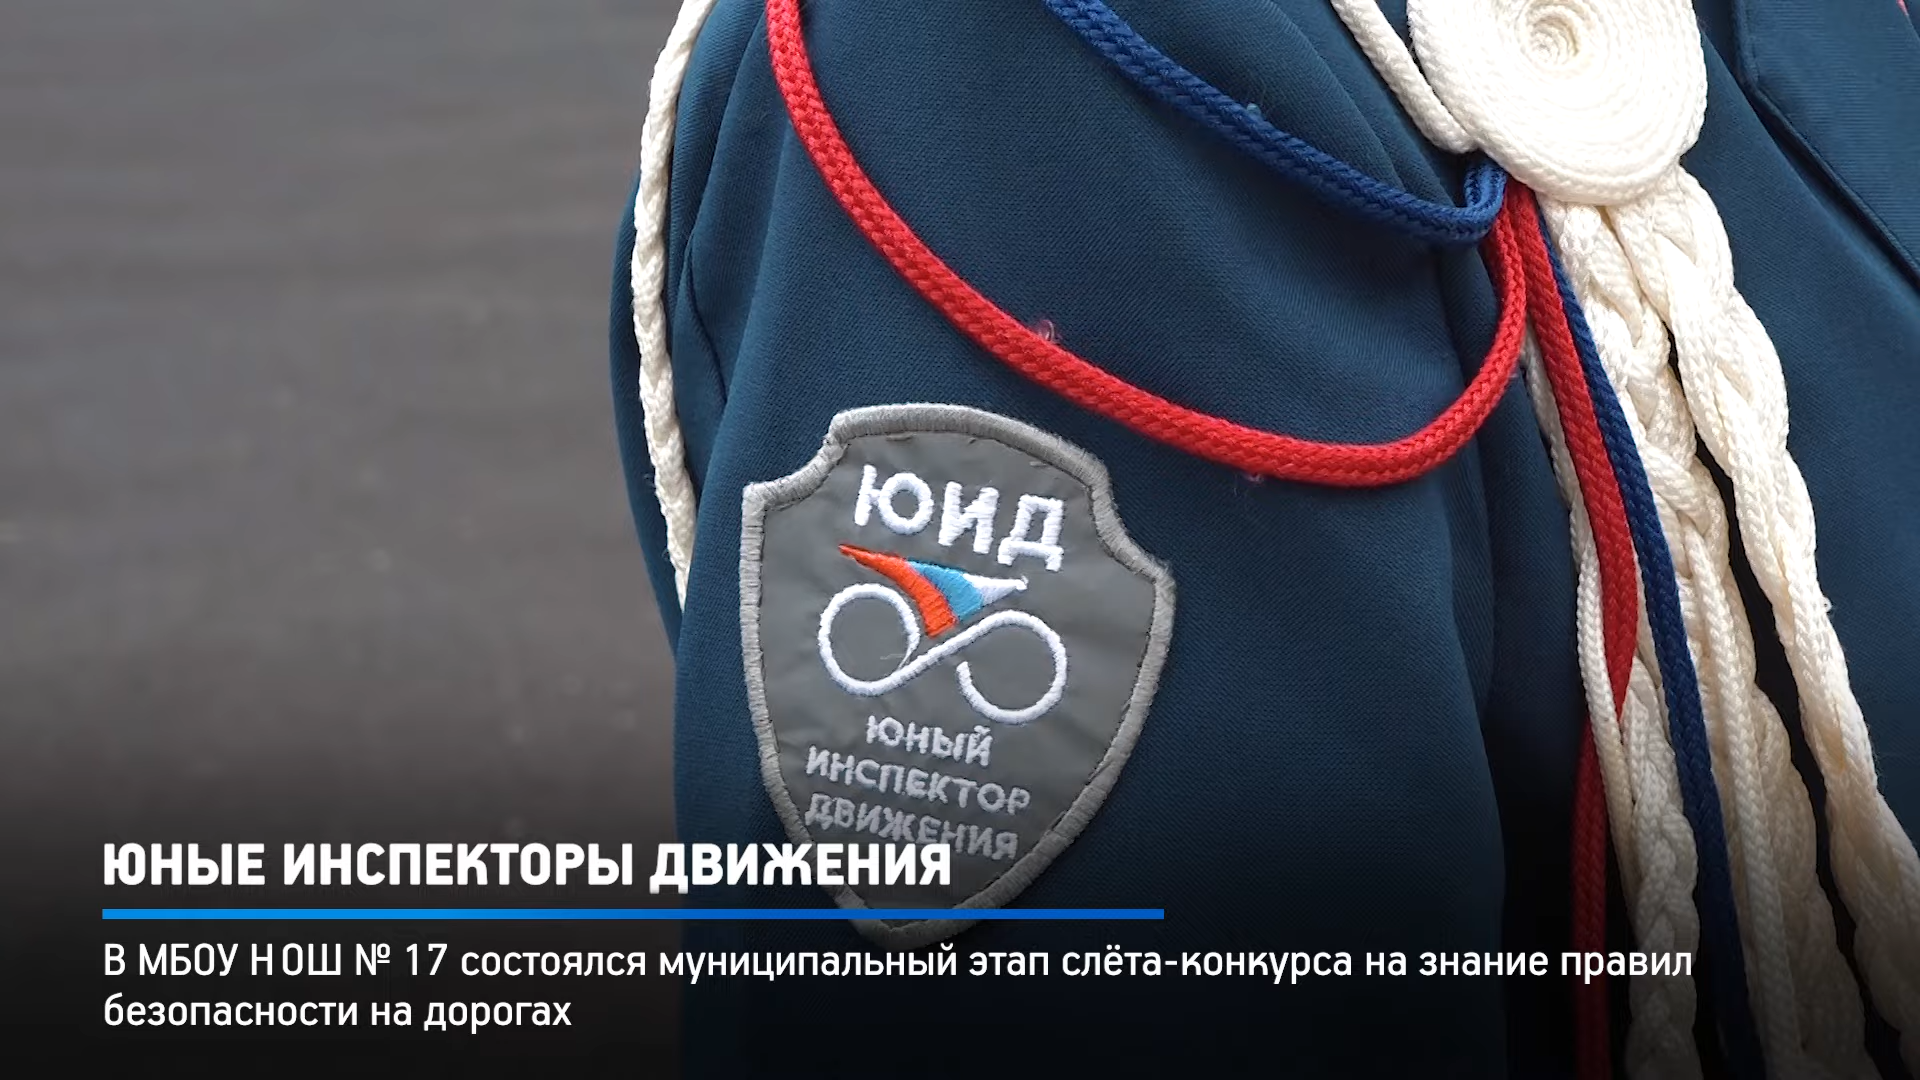 ЮИД
ЮНЫЙ
ИНСПЕКТОР
ДВИЖЕНИЯ
ЮНЫЕ ИНСПЕКТОРЫ ДВИЖЕНИЯ
В МБОУ НОШ № 17 состоялся муниципальный этап слёта-конкурса на знание правил
безопасности на дорогах